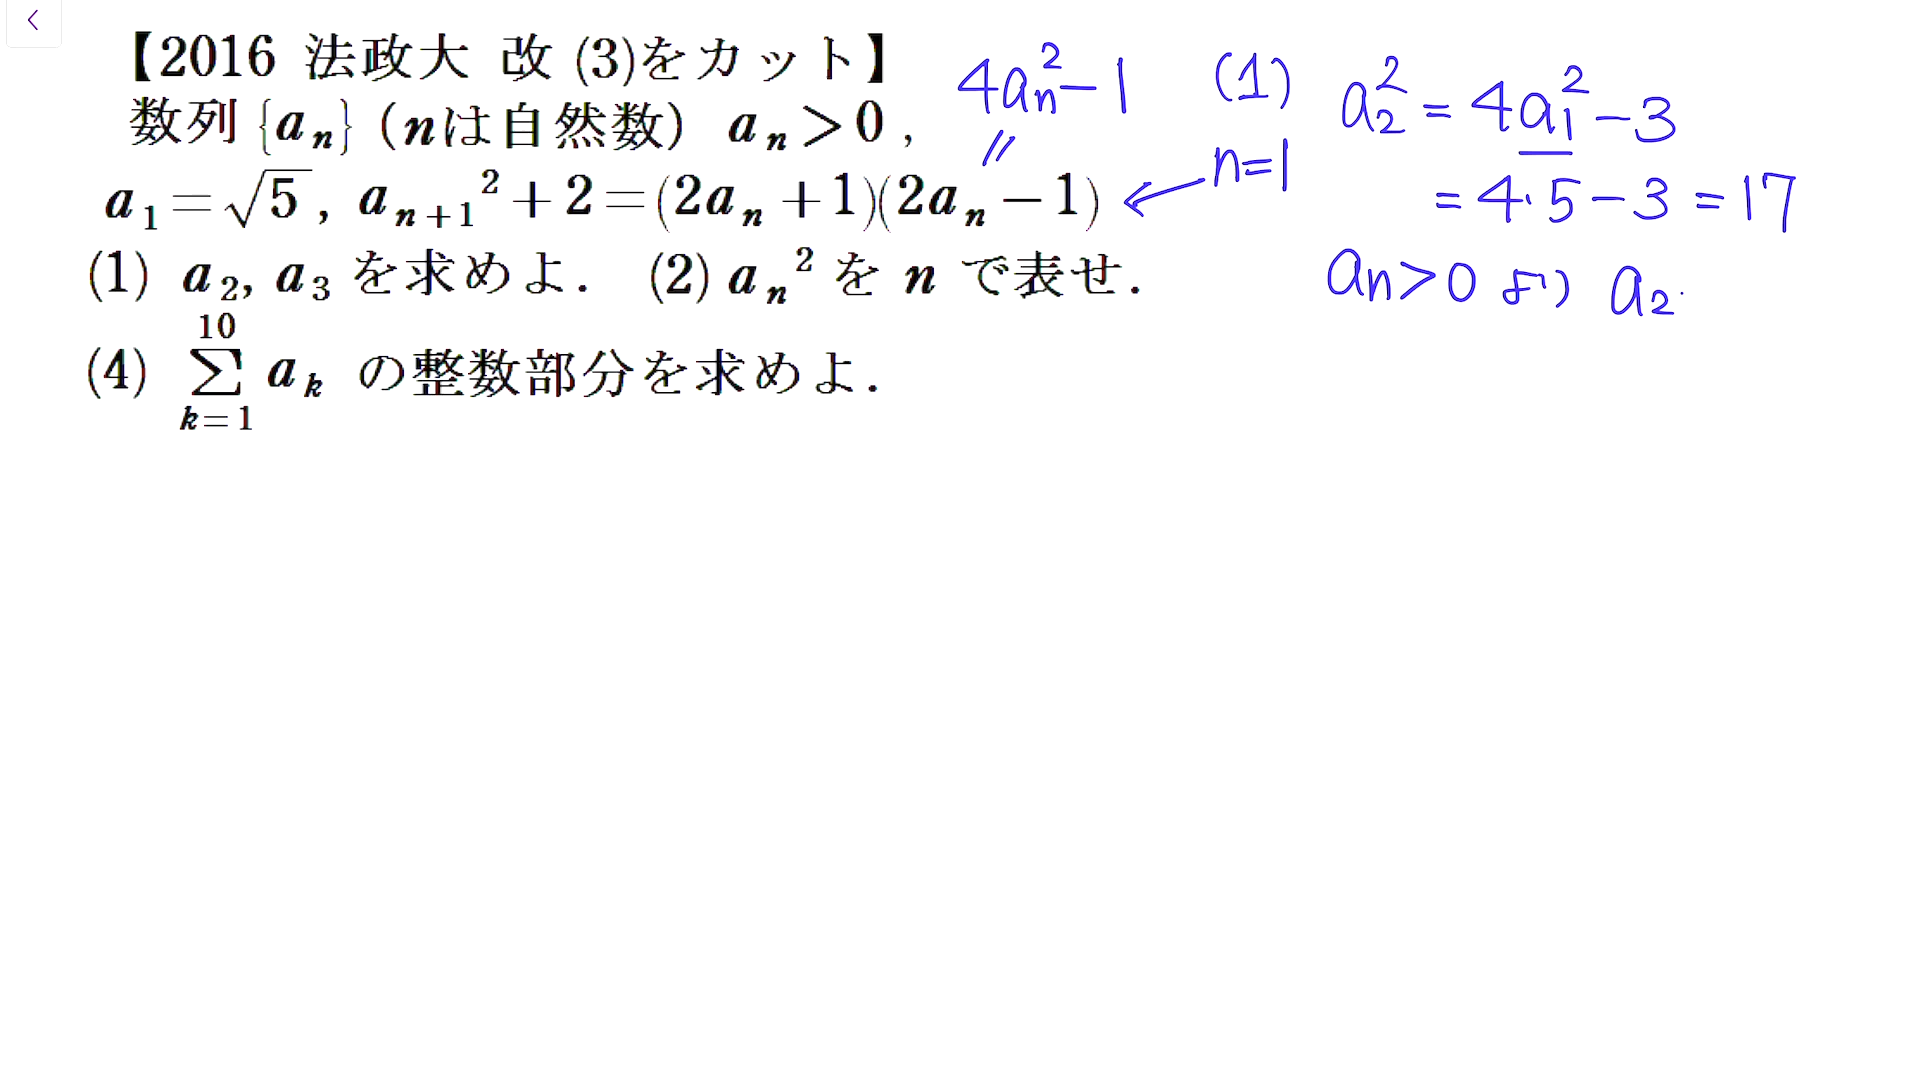 【2016 法政大 改 (3)をカット】
数列 {aₙ} (nは自然数) aₙ>0,
a₁=√5, aₙ₊₁²+2=(2aₙ+1)(2aₙ−1)
(1) a₂, a₃ を求めよ. (2) aₙ² を n で表せ.
(4) ∑_{k=1}^{10} aₖ の整数部分を求めよ.
4aₙ²−1
〃
n=1
(1) a₂²=4a₁²−3
=4·5−3=17
aₙ>0 より a₂